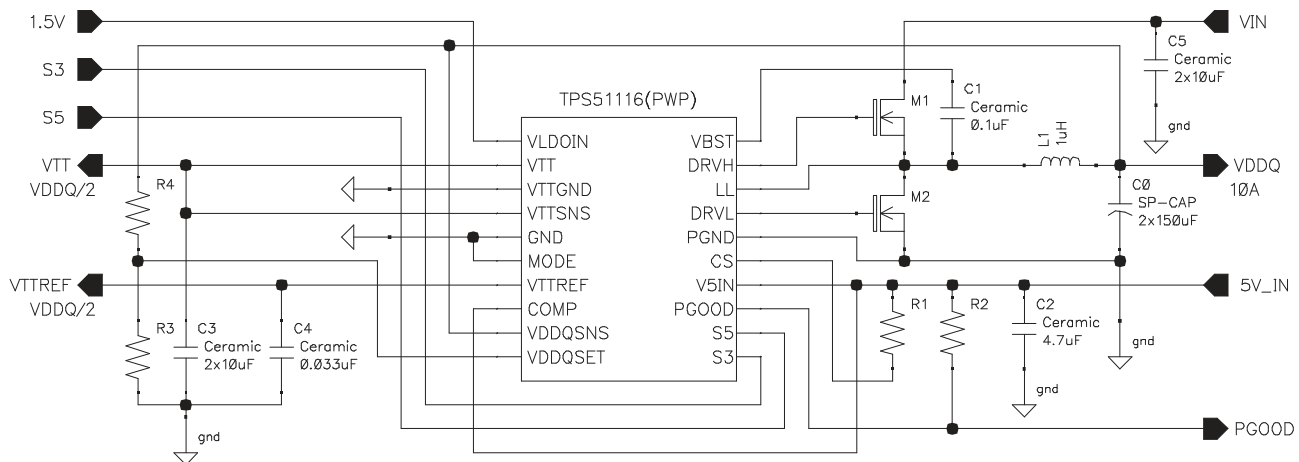 1.5V
S3
S5
VTT
VDDQ/2
VTTREF
VDDQ/2
R4
R3
C3
Ceramic
2x10uF
C4
Ceramic
0.033uF
gnd
TPS51116(PWP)
VLDOIN
VTT
VTTGND
VTTSNS
GND
MODE
VTTREF
COMP
VDDQSNS
VDDQSET
VBST
DRVH
LL
DRVL
PGND
CS
V5IN
PGOOD
S5
S3
M1
M2
C1
Ceramic
0.1uF
L1
1uH
C5
Ceramic
2x10uF
gnd
VIN
VDDQ
10A
C0
SP-CAP
2x150uF
gnd
5V_IN
R1
R2
C2
Ceramic
4.7uF
gnd
PGOOD